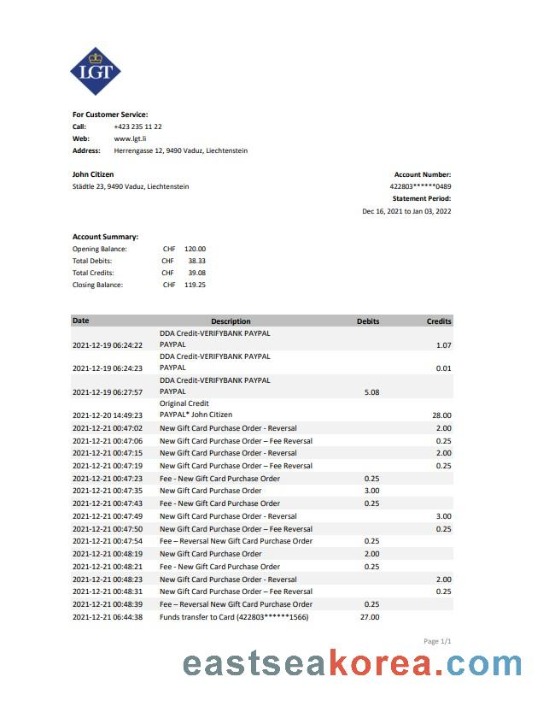 LGT
For Customer Service:
Call: +423 235 11 22
Web: www.lgt.li
Address: Herrengasse 12, 9490 Vaduz, Liechtenstein
John Citizen Account Number:
Städtle 23, 9490 Vaduz, Liechtenstein 422803******0489
Statement Period:
Dec 16, 2021 to Jan 03, 2022
Account Summary:
Opening Balance: CHF 120.00
Total Debits: CHF 38.33
Total Credits: CHF 39.08
Closing Balance: CHF 119.25
Date Description Debits Credits
DDA Credit-VERIFYBANK PAYPAL
2021-12-19 06:24:22 PAYPAL 1.07
DDA Credit-VERIFYBANK PAYPAL
2021-12-19 06:24:23 PAYPAL 0.01
DDA Credit-VERIFYBANK PAYPAL
2021-12-19 06:27:57 PAYPAL 5.08
Original Credit
2021-12-20 14:49:23 PAYPAL* John Citizen 28.00
2021-12-21 00:47:02 New Gift Card Purchase Order - Reversal 2.00
2021-12-21 00:47:06 New Gift Card Purchase Order – Fee Reversal 0.25
2021-12-21 00:47:15 New Gift Card Purchase Order - Reversal 2.00
2021-12-21 00:47:19 New Gift Card Purchase Order – Fee Reversal 0.25
2021-12-21 00:47:23 Fee - New Gift Card Purchase Order 0.25
2021-12-21 00:47:35 New Gift Card Purchase Order 3.00
2021-12-21 00:47:43 Fee - New Gift Card Purchase Order 0.25
2021-12-21 00:47:49 New Gift Card Purchase Order - Reversal 3.00
2021-12-21 00:47:50 New Gift Card Purchase Order – Fee Reversal 0.25
2021-12-21 00:47:54 Fee – Reversal New Gift Card Purchase Order 0.25
2021-12-21 00:48:19 New Gift Card Purchase Order 2.00
2021-12-21 00:48:21 Fee - New Gift Card Purchase Order 0.25
2021-12-21 00:48:23 New Gift Card Purchase Order - Reversal 2.00
2021-12-21 00:48:31 New Gift Card Purchase Order – Fee Reversal 0.25
2021-12-21 00:48:39 Fee – Reversal New Gift Card Purchase Order 0.25
2021-12-21 06:44:38 Funds transfer to Card (422803******1566) 27.00
Page 1/1
eastseakorea.com